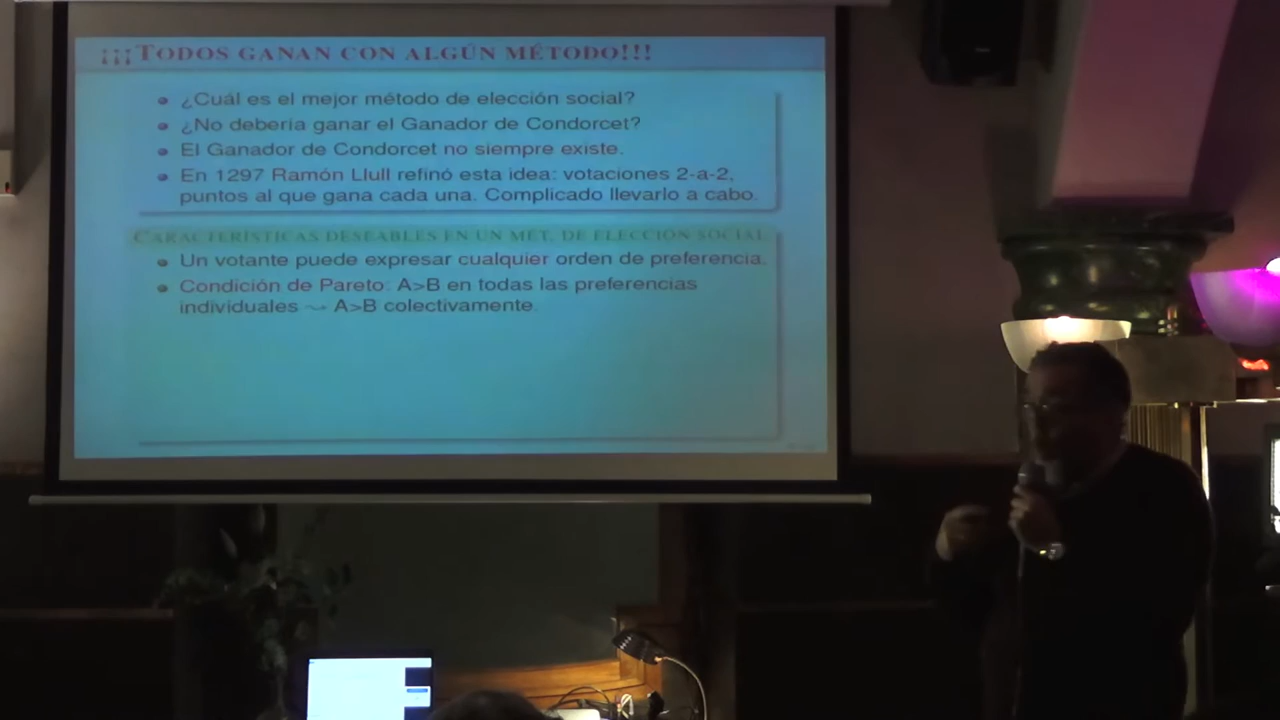 ¡¡¡TODOS GANAN CON ALGÚN MÉTODO!!!
¿Cuál es el mejor método de elección social?
¿No debería ganar el Ganador de Condorcet?
El Ganador de Condorcet no siempre existe.
En 1297 Ramón Llull refinó esta idea: votaciones 2-a-2,
puntos al que gana cada una. Complicado llevarlo a cabo.
CARACTERÍSTICAS DESEABLES EN UN MÉT. DE ELECCIÓN SOCIAL
Un votante puede expresar cualquier orden de preferencia.
Condición de Pareto: A>B en todas las preferencias
individuales ⤳ A>B colectivamente.